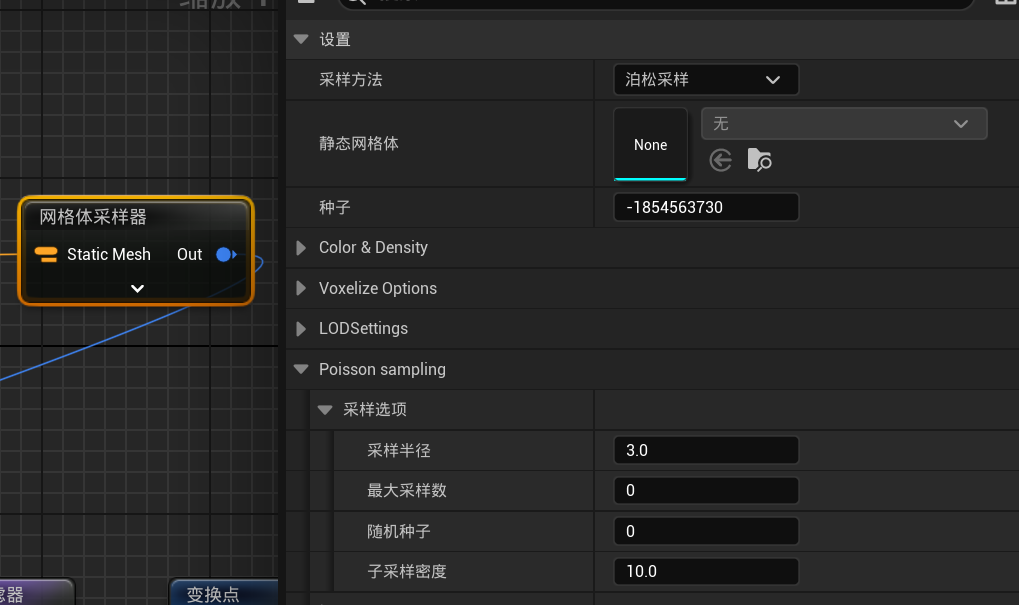 设置
采样方法
泊松采样
静态网格体
None
无
种子
-1854563730
网格体采样器
Static Mesh
Out
Color & Density
Voxelize Options
LODSettings
Poisson sampling
采样选项
采样半径
3.0
最大采样数
0
随机种子
0
子采样密度
10.0
滤器
变换点